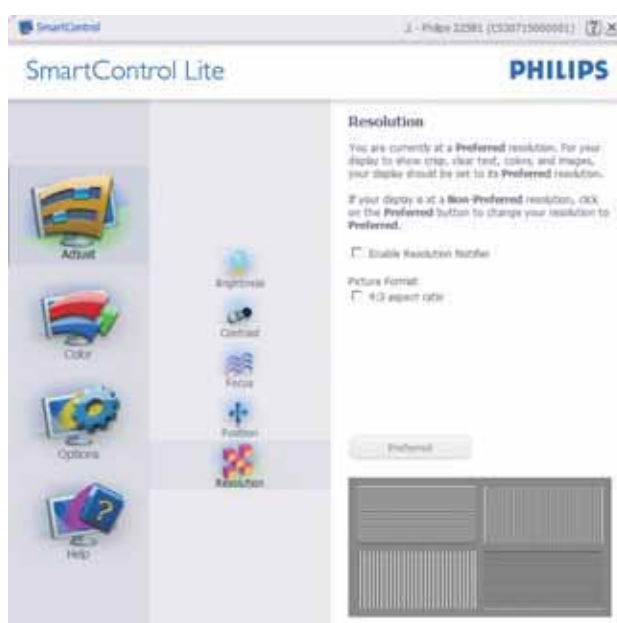 SmartControl
SmartControl Lite
PHILIPS
Resolution
You are currently at a Preferred resolution. For your
display to show crisp, clear text, colors, and images,
your display should be set to its Preferred resolution.
If your display is at a Non-Preferred resolution, click
on the Preferred button to change your resolution to
Preferred.
Enable Resolution Notifier
Picture Format
4:3 aspect ratio
Preferred
Adjust
Color
Options
Help
Brightness
Contrast
Focus
Position
Resolution